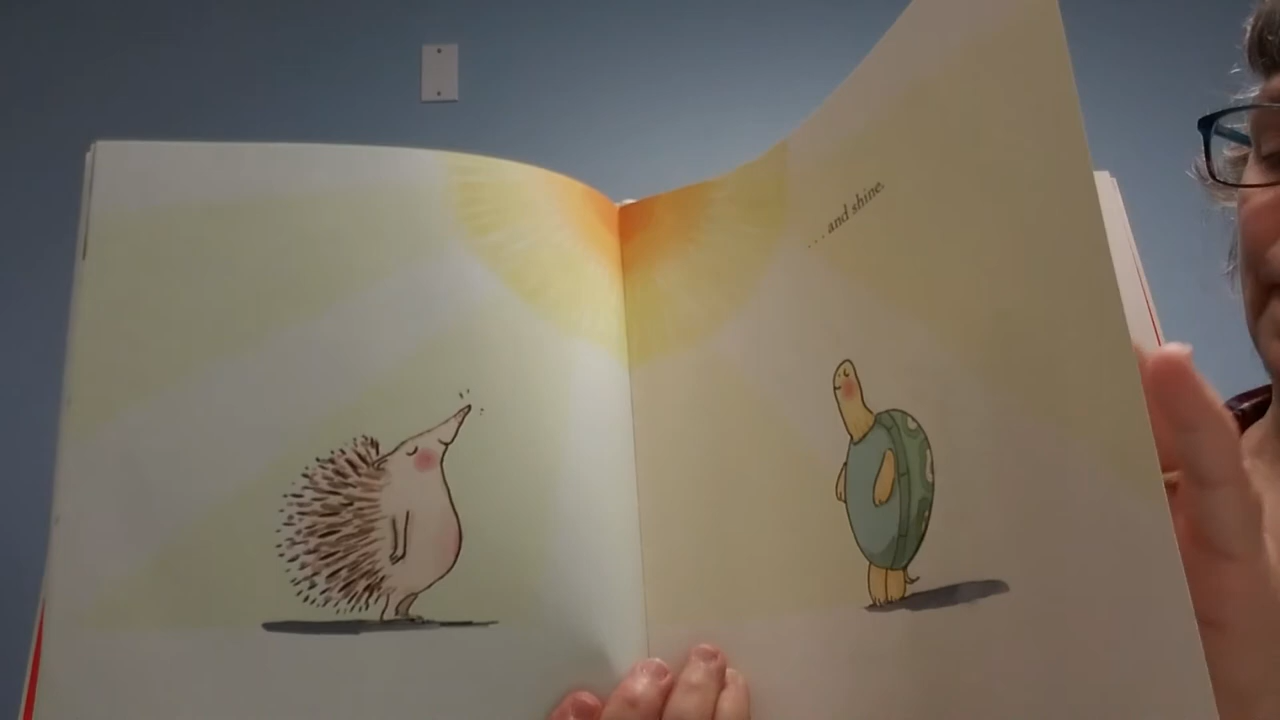 . . . and shine.